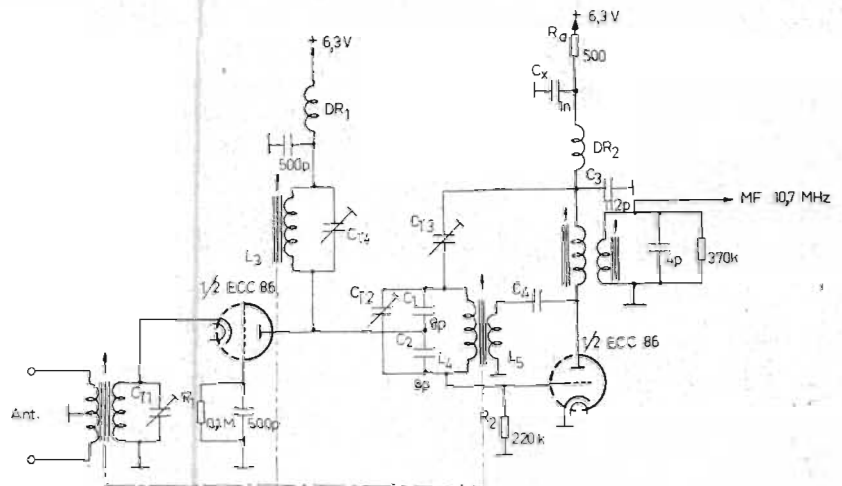 + 6,3 V
+ 6,3 V
Ra
500
Cx
1n
DR1
DR2
500p
C3
12p
MF 10,7 MHz
CT3
CT4
L3
4p
370k
1/2 ECC 86
CT2
C1
8p
C4
C2
L4
L5
8p
1/2 ECC 86
Ant.
CT1
R1
0,1M
500p
R2
220k